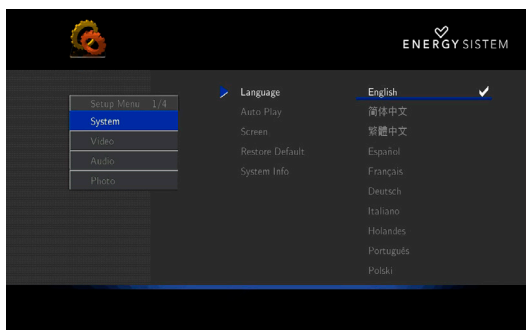 ENERGY SISTEM
Setup Menu 1/4
System
Video
Audio
Photo
Language
Auto Play
Screen
Restore Default
System Info
English
简体中文
繁體中文
Español
Français
Deutsch
Italiano
Holandes
Português
Polski